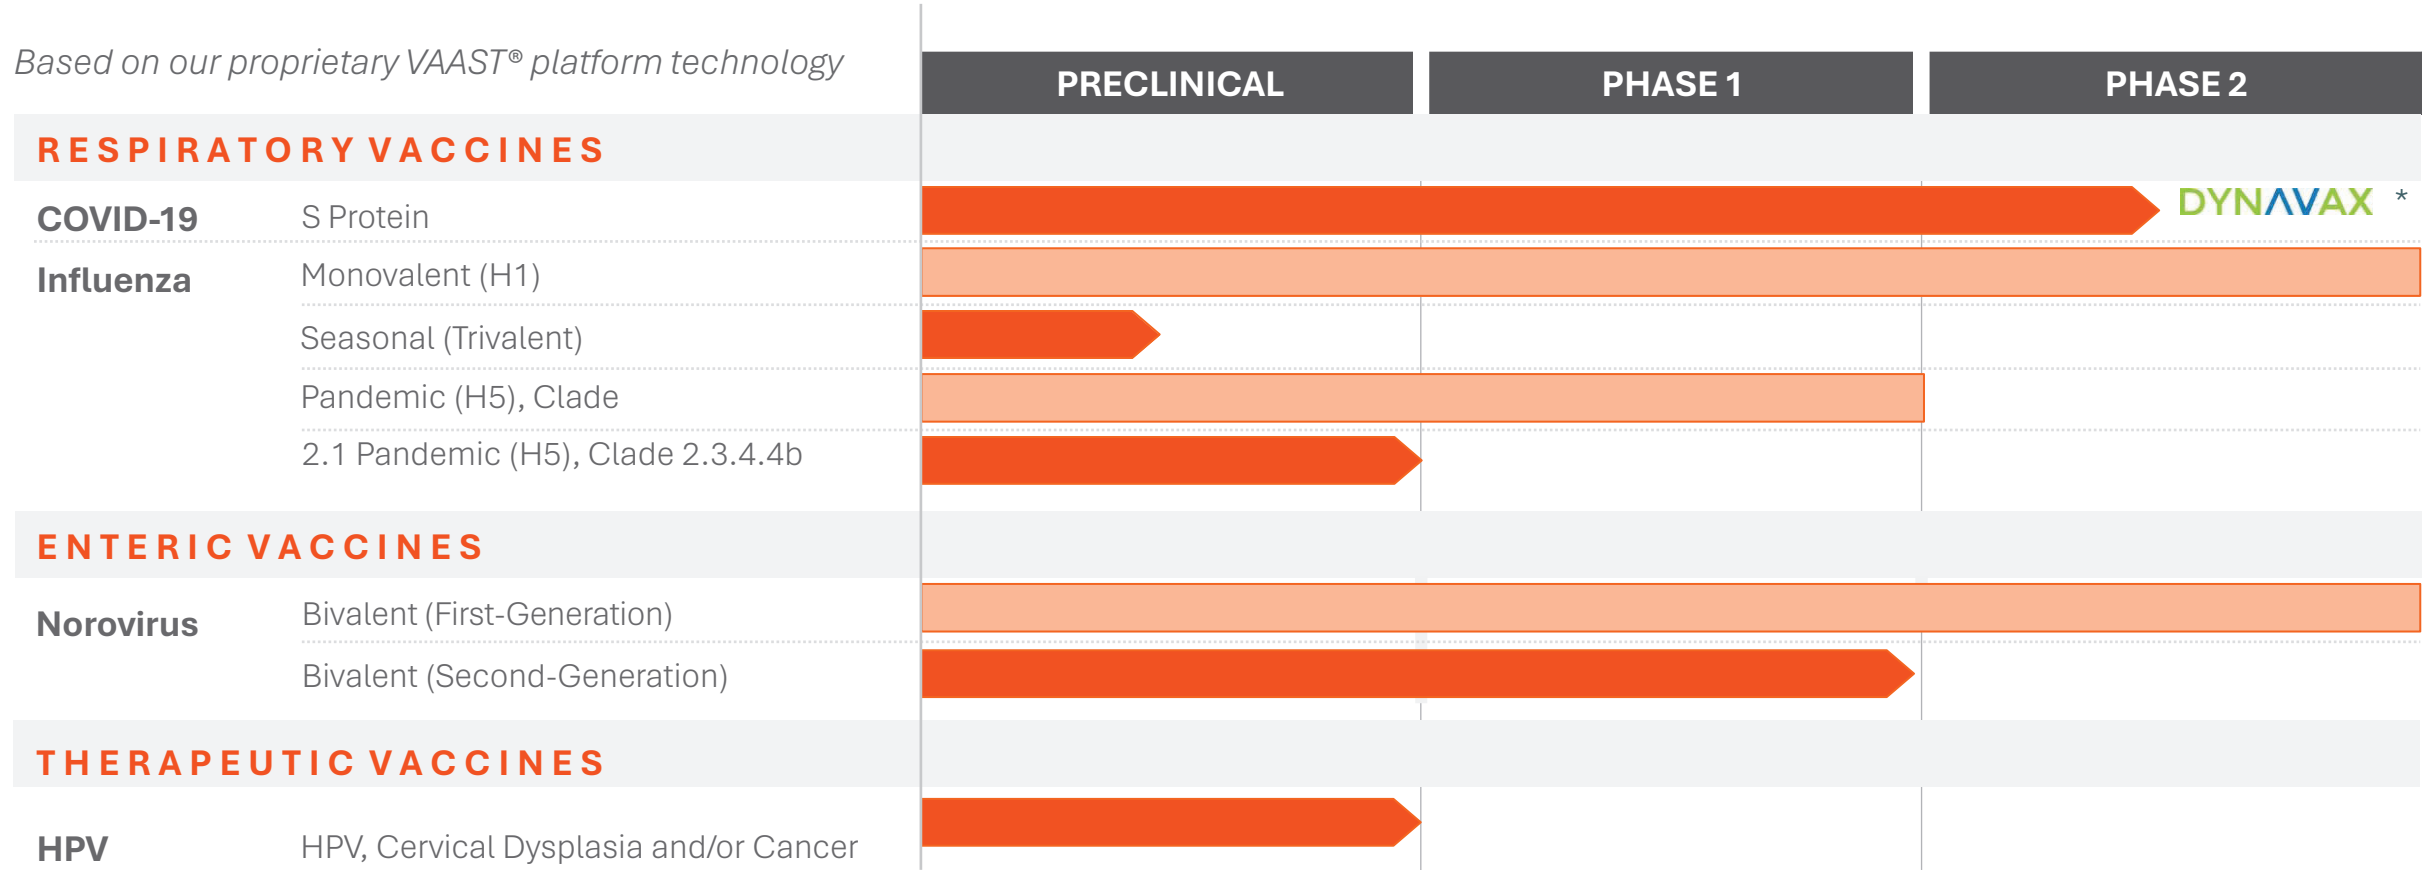 Based on our proprietary VAAST® platform technology
PRECLINICAL PHASE 1 PHASE 2
RESPIRATORY VACCINES
COVID-19 S Protein DYNAVAX *
Influenza Monovalent (H1)
Seasonal (Trivalent)
Pandemic (H5), Clade
2.1 Pandemic (H5), Clade 2.3.4.4b
ENTERIC VACCINES
Norovirus Bivalent (First-Generation)
Bivalent (Second-Generation)
THERAPEUTIC VACCINES
HPV HPV, Cervical Dysplasia and/or Cancer